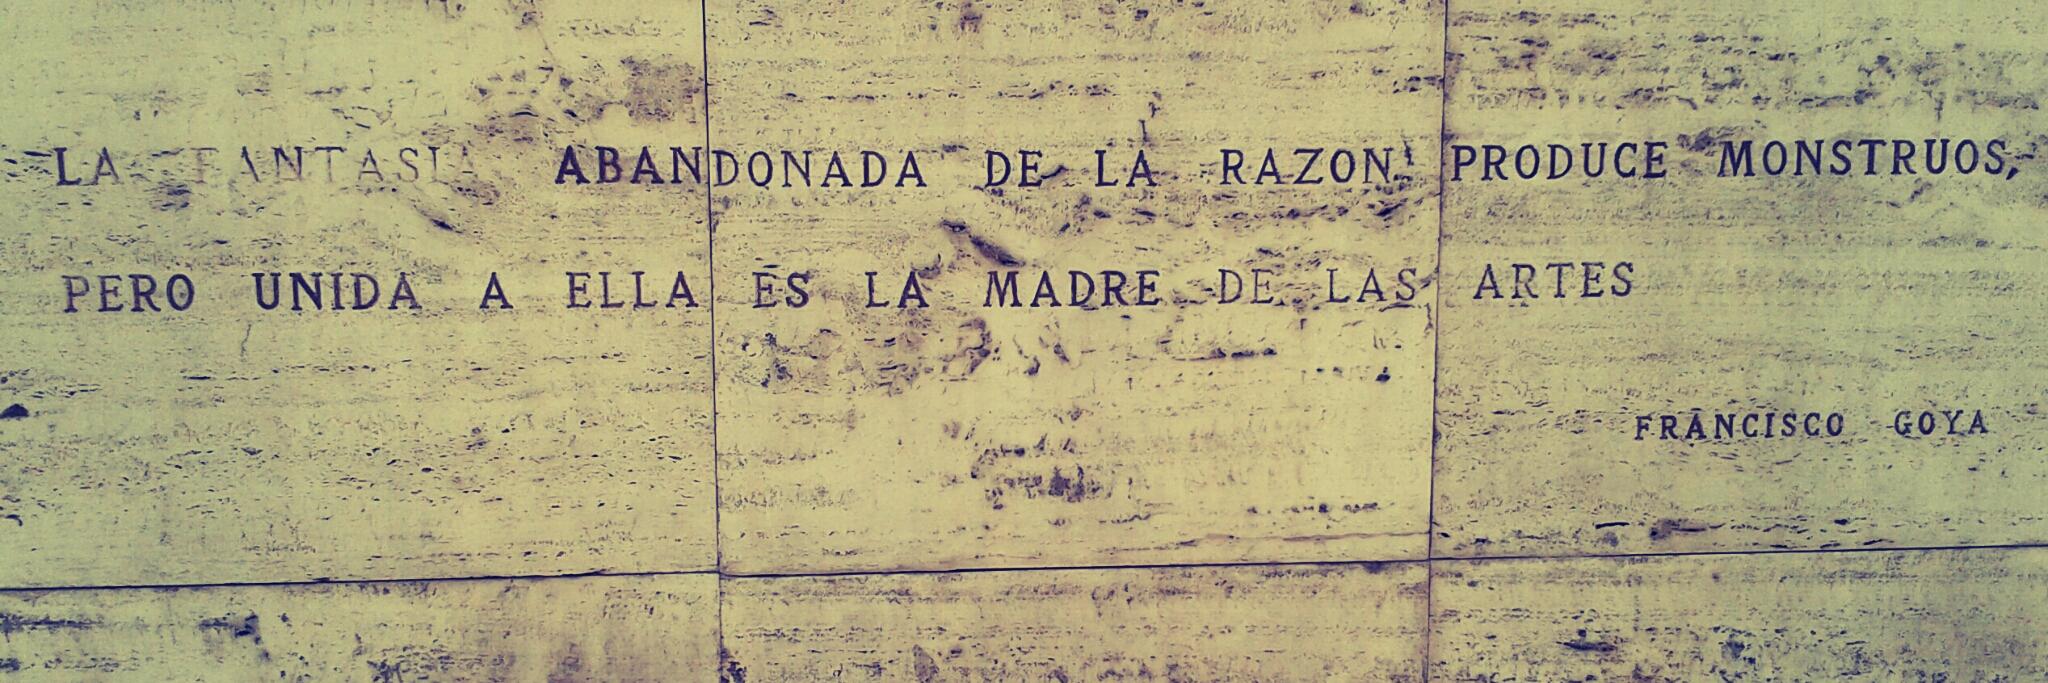 LA FANTASIA ABANDONADA DE LA RAZON PRODUCE MONSTRUOS,
PERO UNIDA A ELLA ES LA MADRE DE LAS ARTES
FRANCISCO GOYA